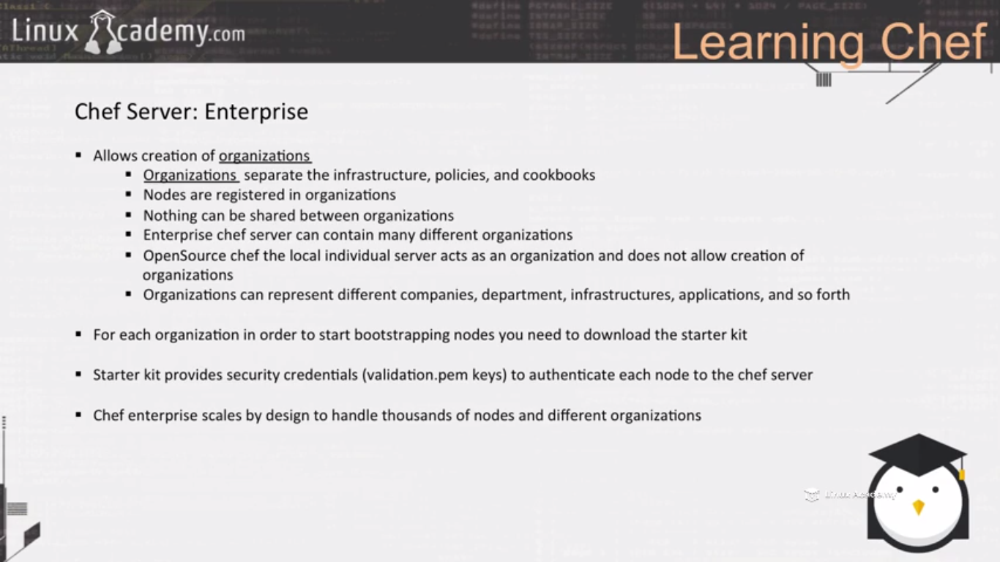 Linux Academy.com
Learning Chef
Chef Server: Enterprise
▪ Allows creation of organizations
▪ Organizations separate the infrastructure, policies, and cookbooks
▪ Nodes are registered in organizations
▪ Nothing can be shared between organizations
▪ Enterprise chef server can contain many different organizations
▪ OpenSource chef the local individual server acts as an organization and does not allow creation of
organizations
▪ Organizations can represent different companies, department, infrastructures, applications, and so forth
▪ For each organization in order to start bootstrapping nodes you need to download the starter kit
▪ Starter kit provides security credentials (validation.pem keys) to authenticate each node to the chef server
▪ Chef enterprise scales by design to handle thousands of nodes and different organizations
Linux Academy